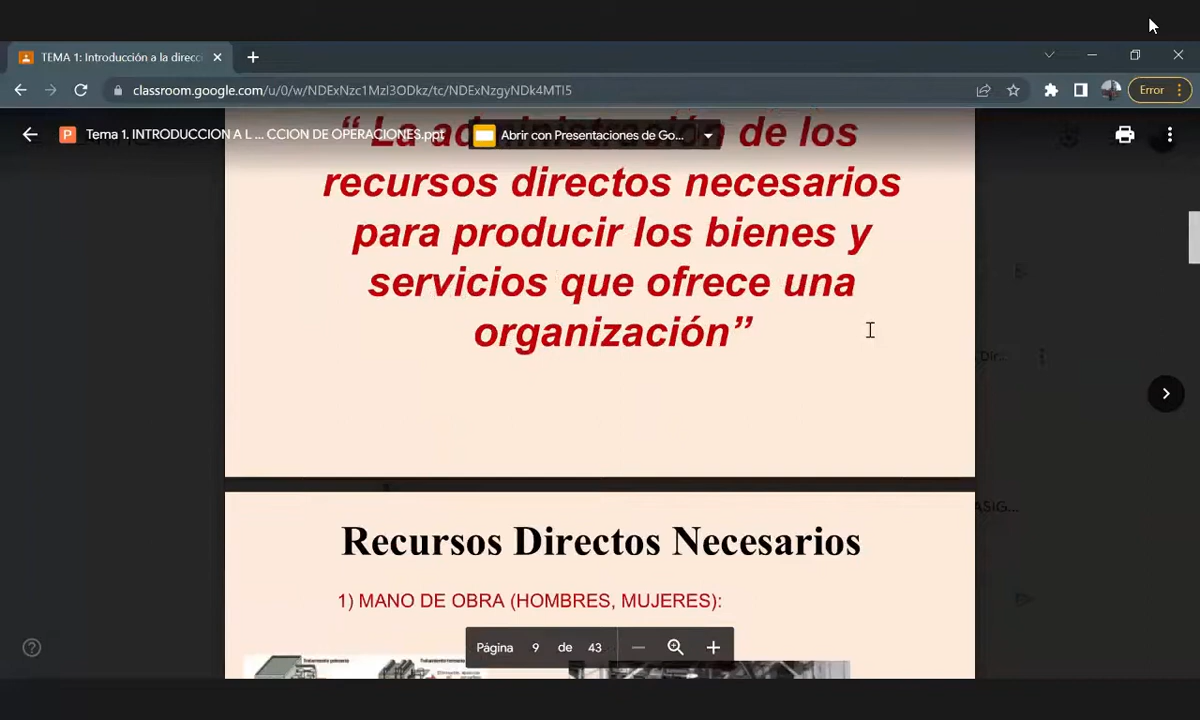 TEMA 1: Introducción a la direcc
classroom.google.com/u/0/w/NDExNzc1MzI3ODkz/tc/NDExNzgyNDk4MTI5
Error
Tema 1. INTRODUCCION A L ... CCION DE OPERACIONES.ppt
Abrir con Presentaciones de Go...
“ La administración de los
recursos directos necesarios
para producir los bienes y
servicios que ofrece una
organización”
Recursos Directos Necesarios
1) MANO DE OBRA (HOMBRES, MUJERES):
Página 9 de 43